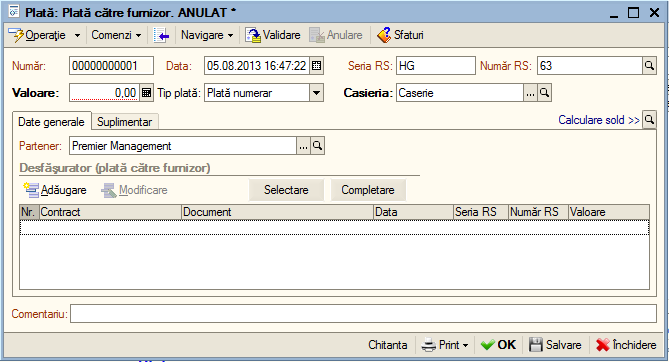 Plată: Plată către furnizor. ANULAT *
Operaţie Comenzi Navigare Validare Anulare Sfaturi
Număr: 00000000001 Data: 05.08.2013 16:47:22 Seria RS: HG Număr RS: 63
Valoare: 0,00 Tip plată: Plată numerar Casieria: Caserie
Date generale Suplimentar Calculare sold >>
Partener: Premier Management
Desfăşurator (plată către furnizor)
Adăugare Modificare Selectare Completare
Nr. Contract Document Data Seria RS Număr RS Valoare
Comentariu:
Chitanta Print OK Salvare Închidere